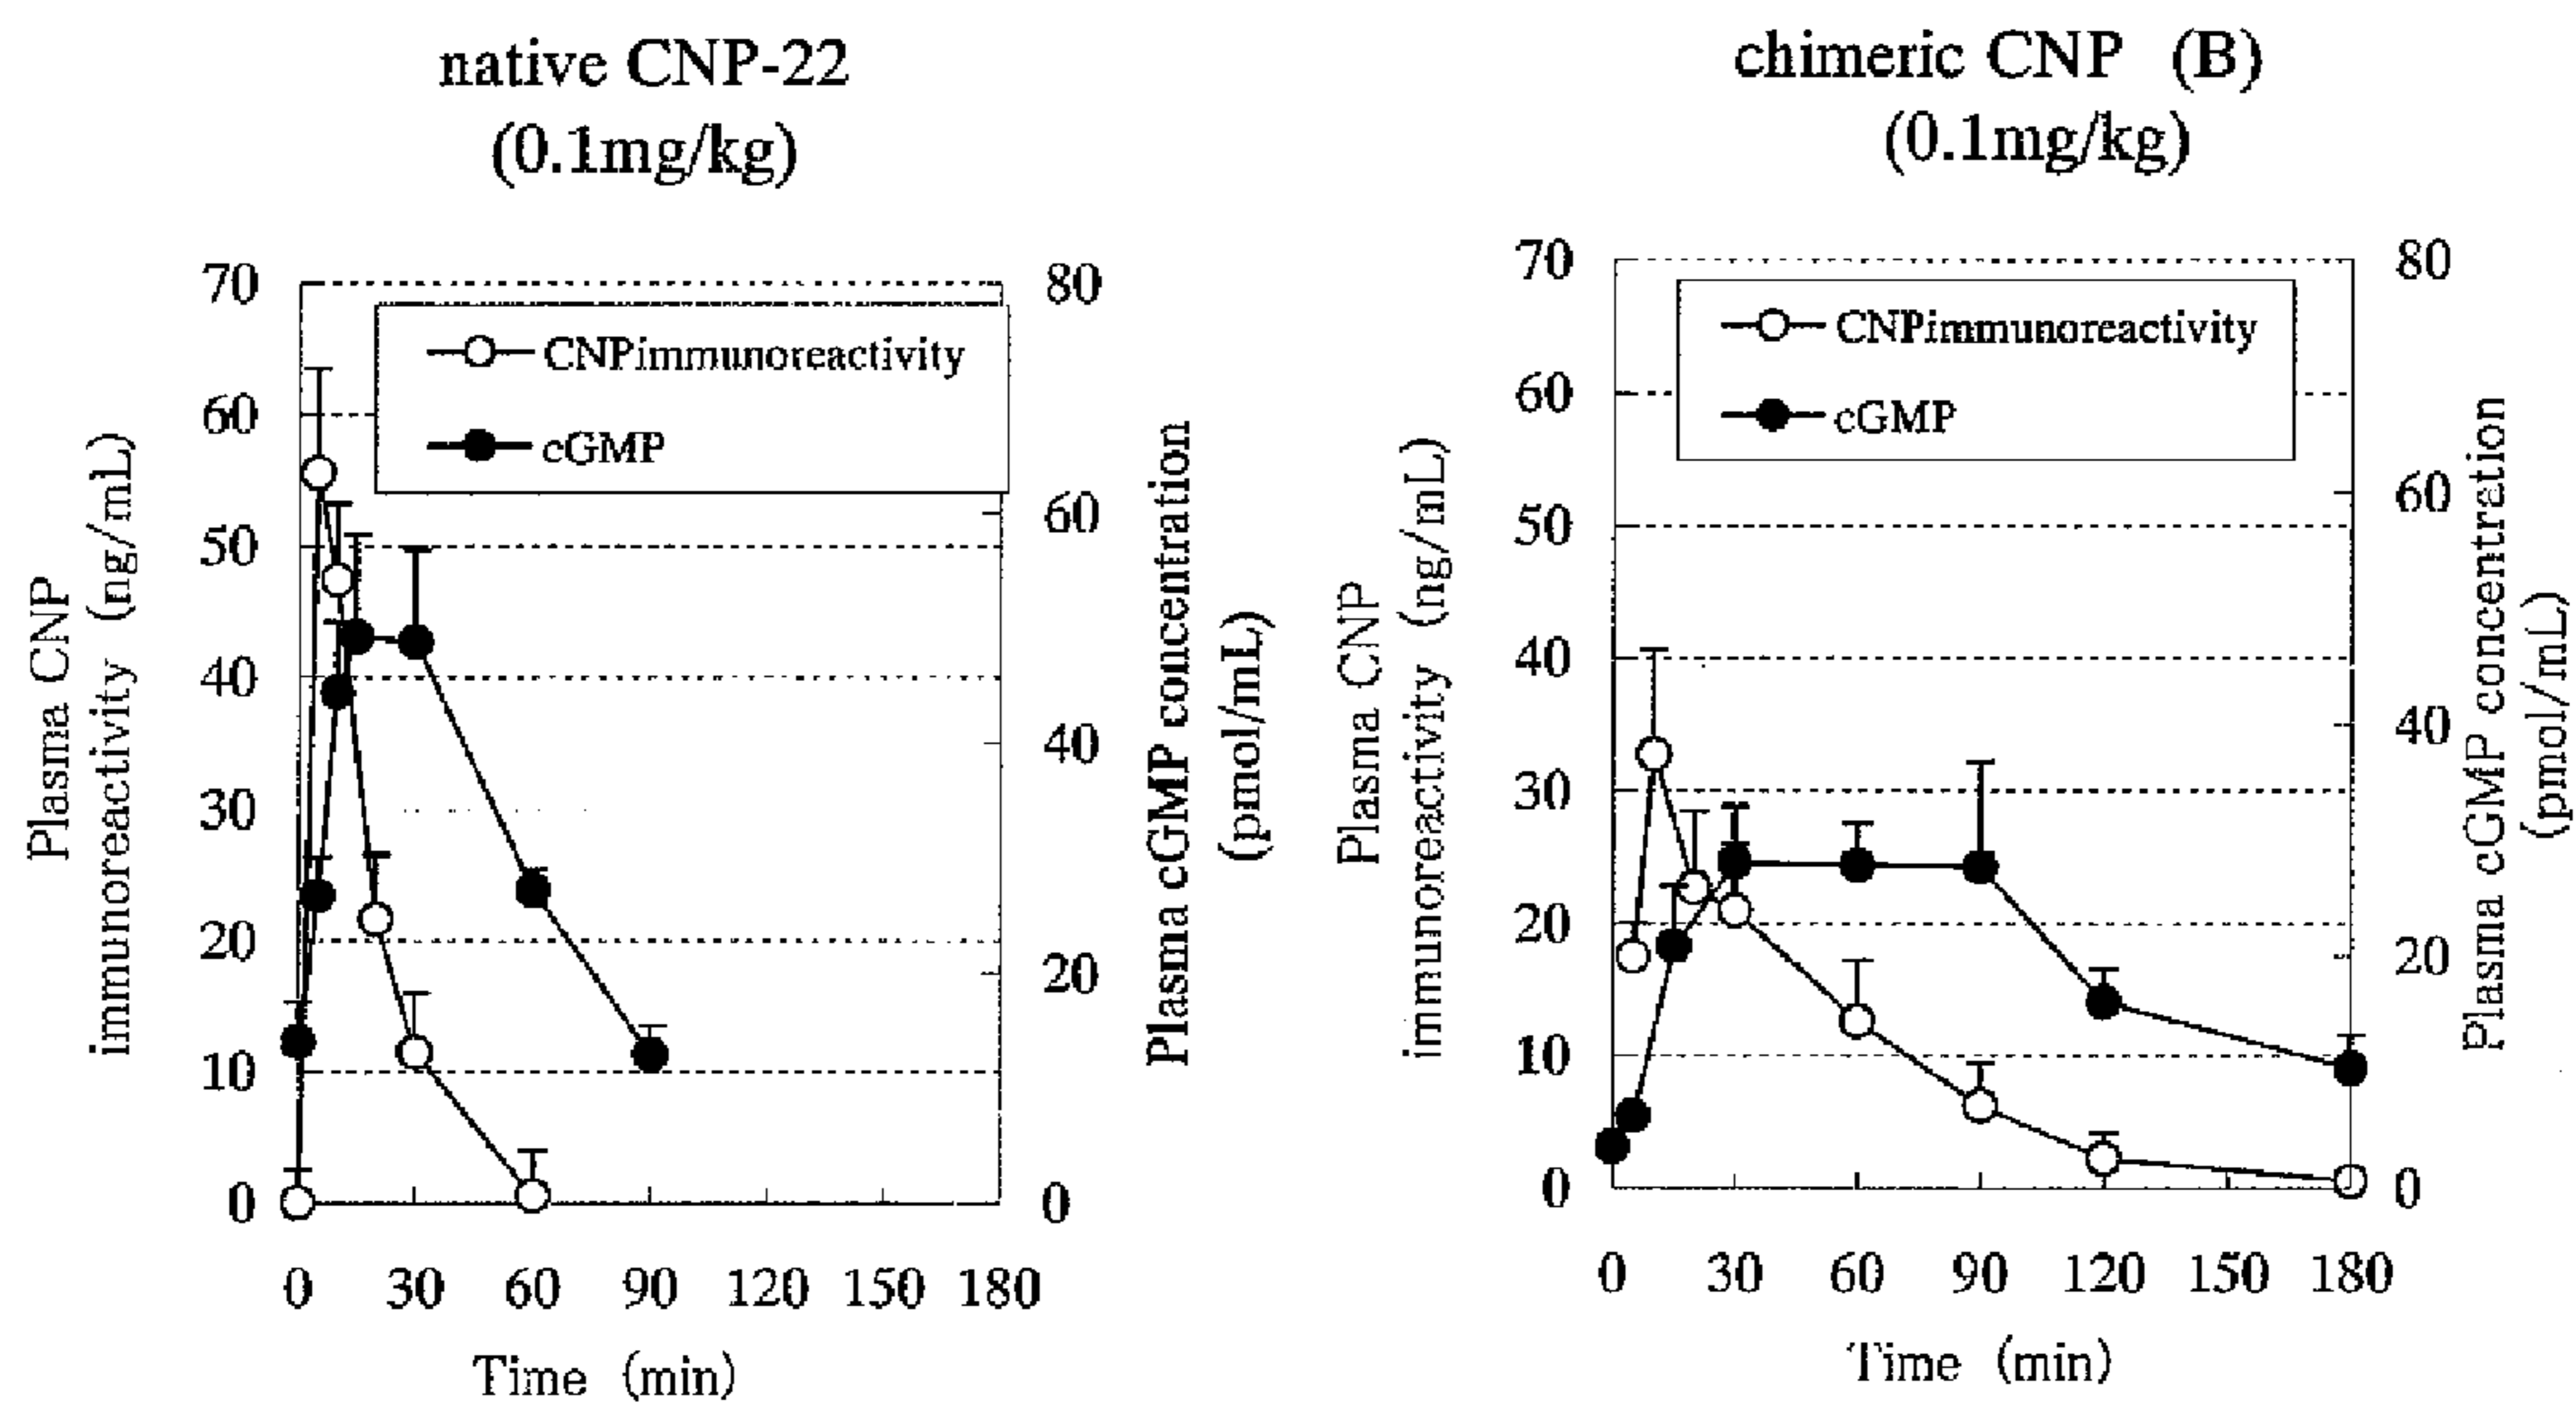 native CNP-22
(0.1mg/kg)
70
60
50
40
30
20
10
0
80
60
40
20
0
CNPimmunoreactivity
cGMP
Plasma CNP
immunoreactivity (ng/mL)
Plasma cGMP concentration
(pmol/mL)
0 30 60 90 120 150 180
Time (min)
chimeric CNP (B)
(0.1mg/kg)
70
60
50
40
30
20
10
0
80
60
40
20
0
CNPimmunoreactivity
cGMP
Plasma CNP
immunoreactivity (ng/mL)
Plasma cGMP concentration
(pmol/mL)
0 30 60 90 120 150 180
Time (min)